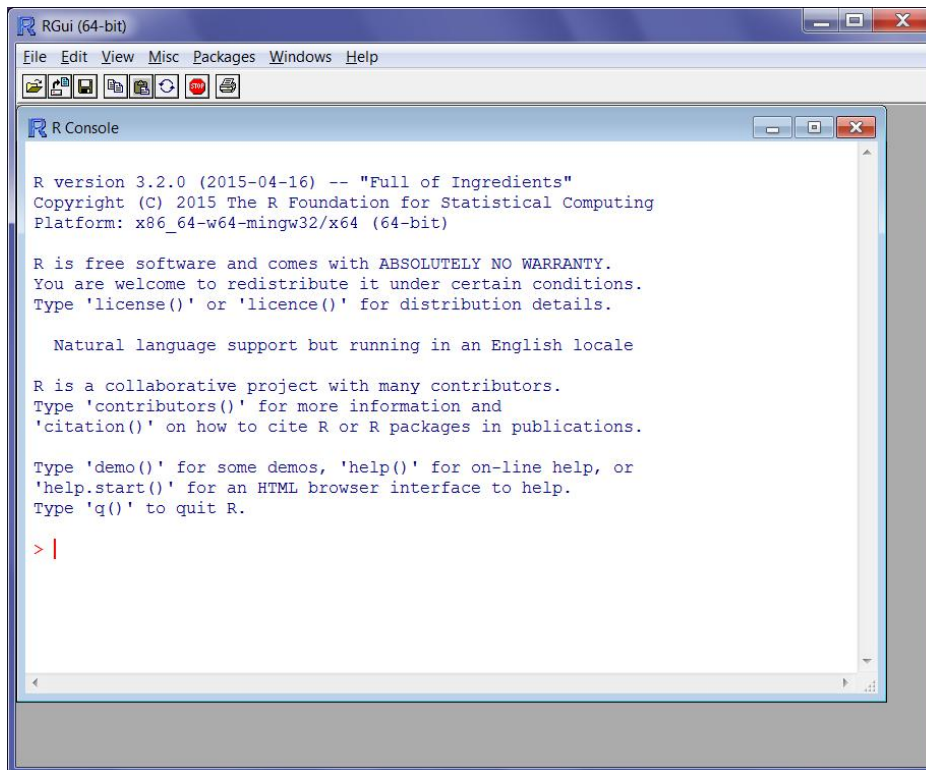 RGui (64-bit)
File Edit View Misc Packages Windows Help
STOP
R Console
R version 3.2.0 (2015-04-16) -- "Full of Ingredients"
Copyright (C) 2015 The R Foundation for Statistical Computing
Platform: x86_64-w64-mingw32/x64 (64-bit)
R is free software and comes with ABSOLUTELY NO WARRANTY.
You are welcome to redistribute it under certain conditions.
Type 'license()' or 'licence()' for distribution details.
Natural language support but running in an English locale
R is a collaborative project with many contributors.
Type 'contributors()' for more information and
'citation()' on how to cite R or R packages in publications.
Type 'demo()' for some demos, 'help()' for on-line help, or
'help.start()' for an HTML browser interface to help.
Type 'q()' to quit R.
>